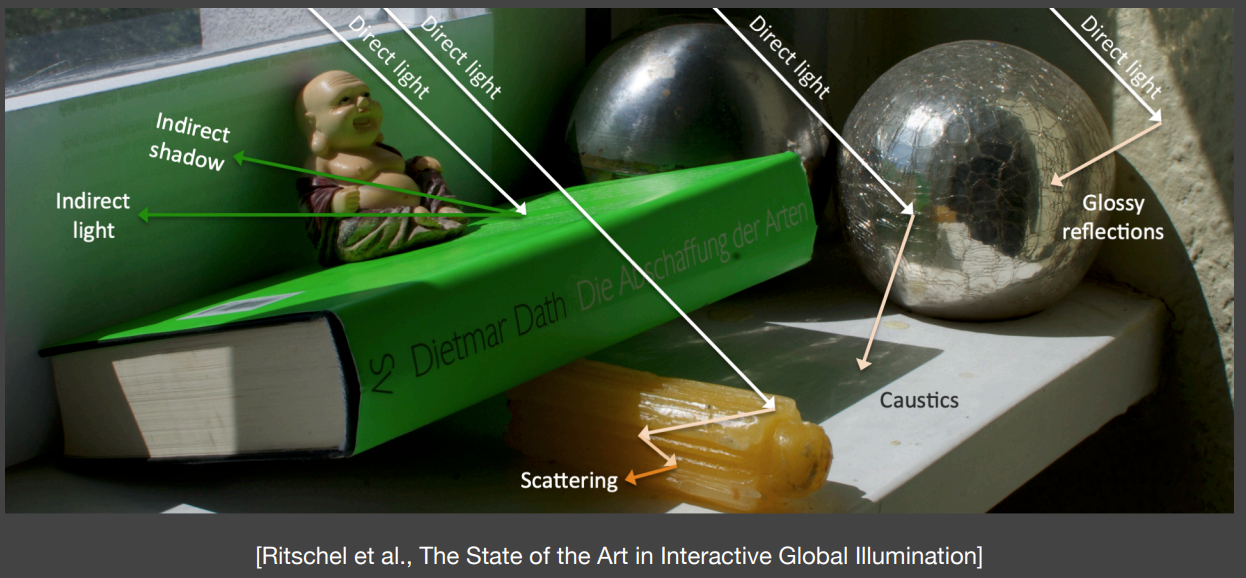 Direct light
Direct light
Direct light
Direct light
Indirect
shadow
Indirect
light
Glossy
reflections
Dietmar Dath Die Abschaffung der Arten
Caustics
Scattering
[Ritschel et al., The State of the Art in Interactive Global Illumination]